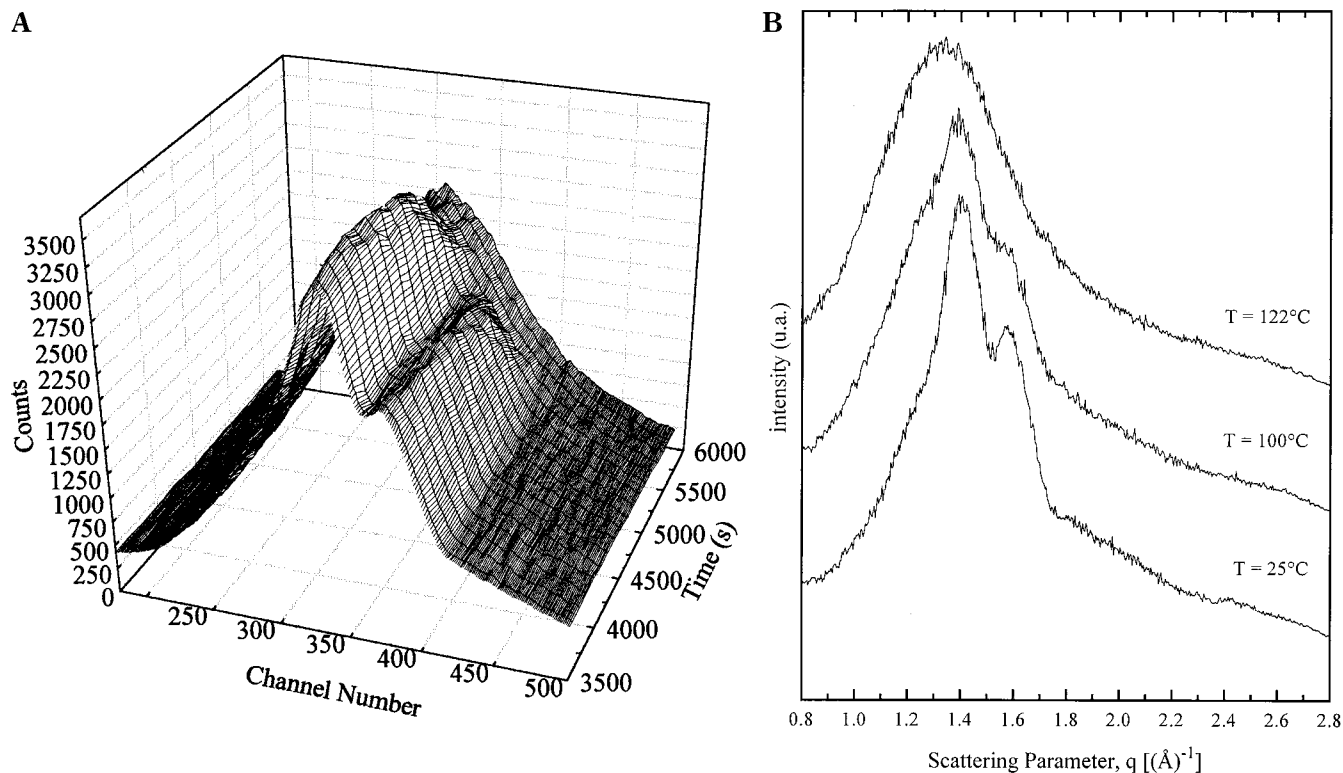 A
3500
3250
3000
2750
2500
2250
2000
1750
1500
1250
1000
750
500
250
0
Counts
250
300
350
400
450
500
Channel Number
3500
4000
4500
5000
5500
6000
Time (s)
B
intensity (u.a.)
T = 122°C
T = 100°C
T = 25°C
0.8 1.0 1.2 1.4 1.6 1.8 2.0 2.2 2.4 2.6 2.8
Scattering Parameter, q [(Å)⁻¹]